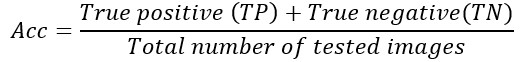 Acc = True positive (TP) + True negative(TN)
Total number of tested images